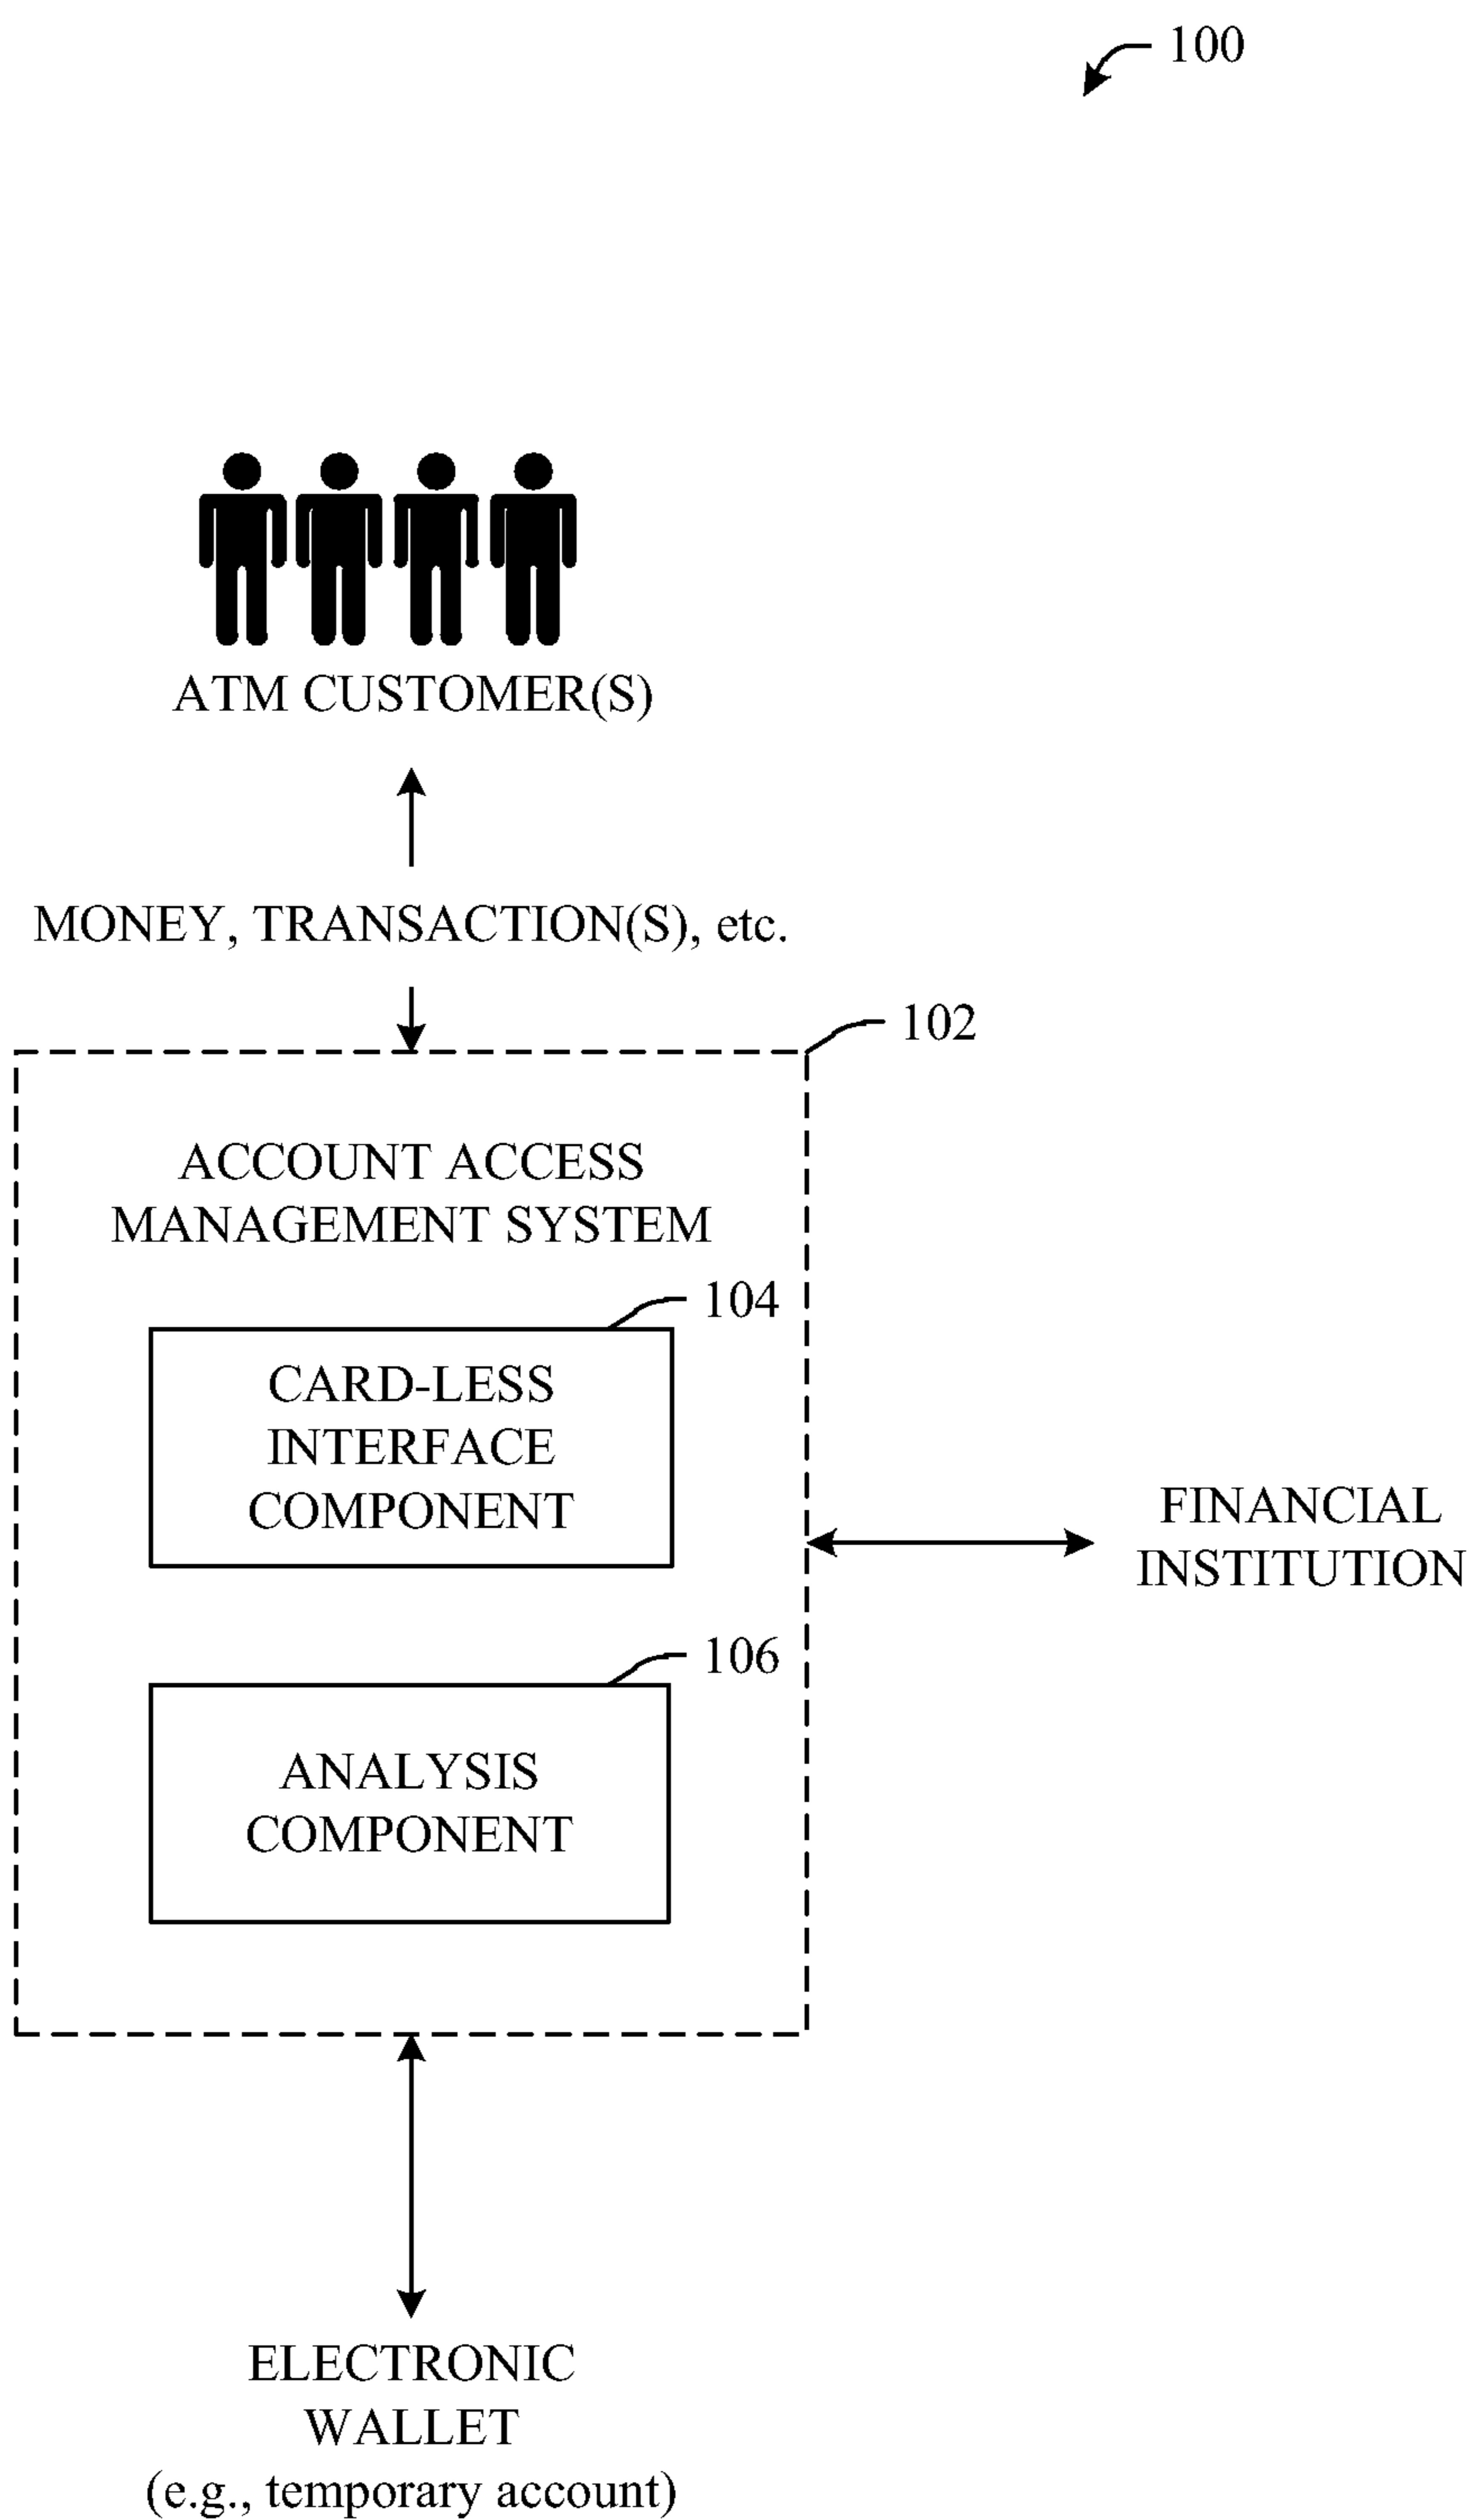 100
ATM CUSTOMER(S)
MONEY, TRANSACTION(S), etc.
102
ACCOUNT ACCESS
MANAGEMENT SYSTEM
104
CARD-LESS
INTERFACE
COMPONENT
FINANCIAL
INSTITUTION
106
ANALYSIS
COMPONENT
ELECTRONIC
WALLET
(e.g., temporary account)